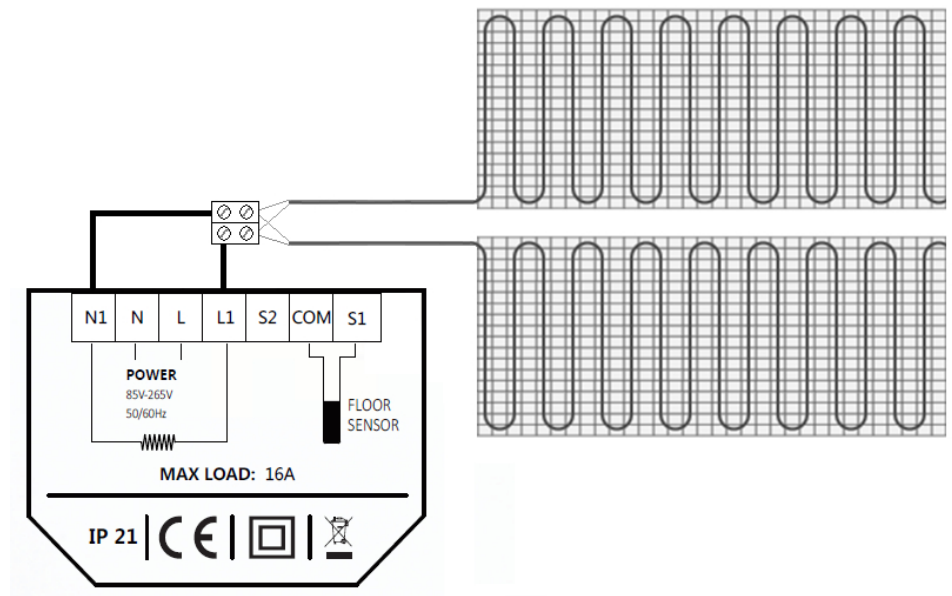 N1 N L L1 S2 COM S1
POWER
85V-265V
50/60Hz
FLOOR
SENSOR
MAX LOAD: 16A
IP 21 CE